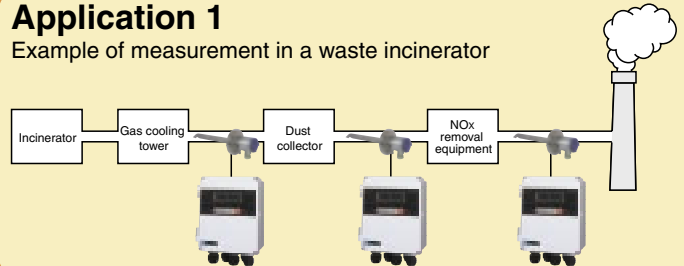 Application 1
Example of measurement in a waste incinerator
Incinerator
Gas cooling
tower
Dust
collector
NOx
removal
equipment